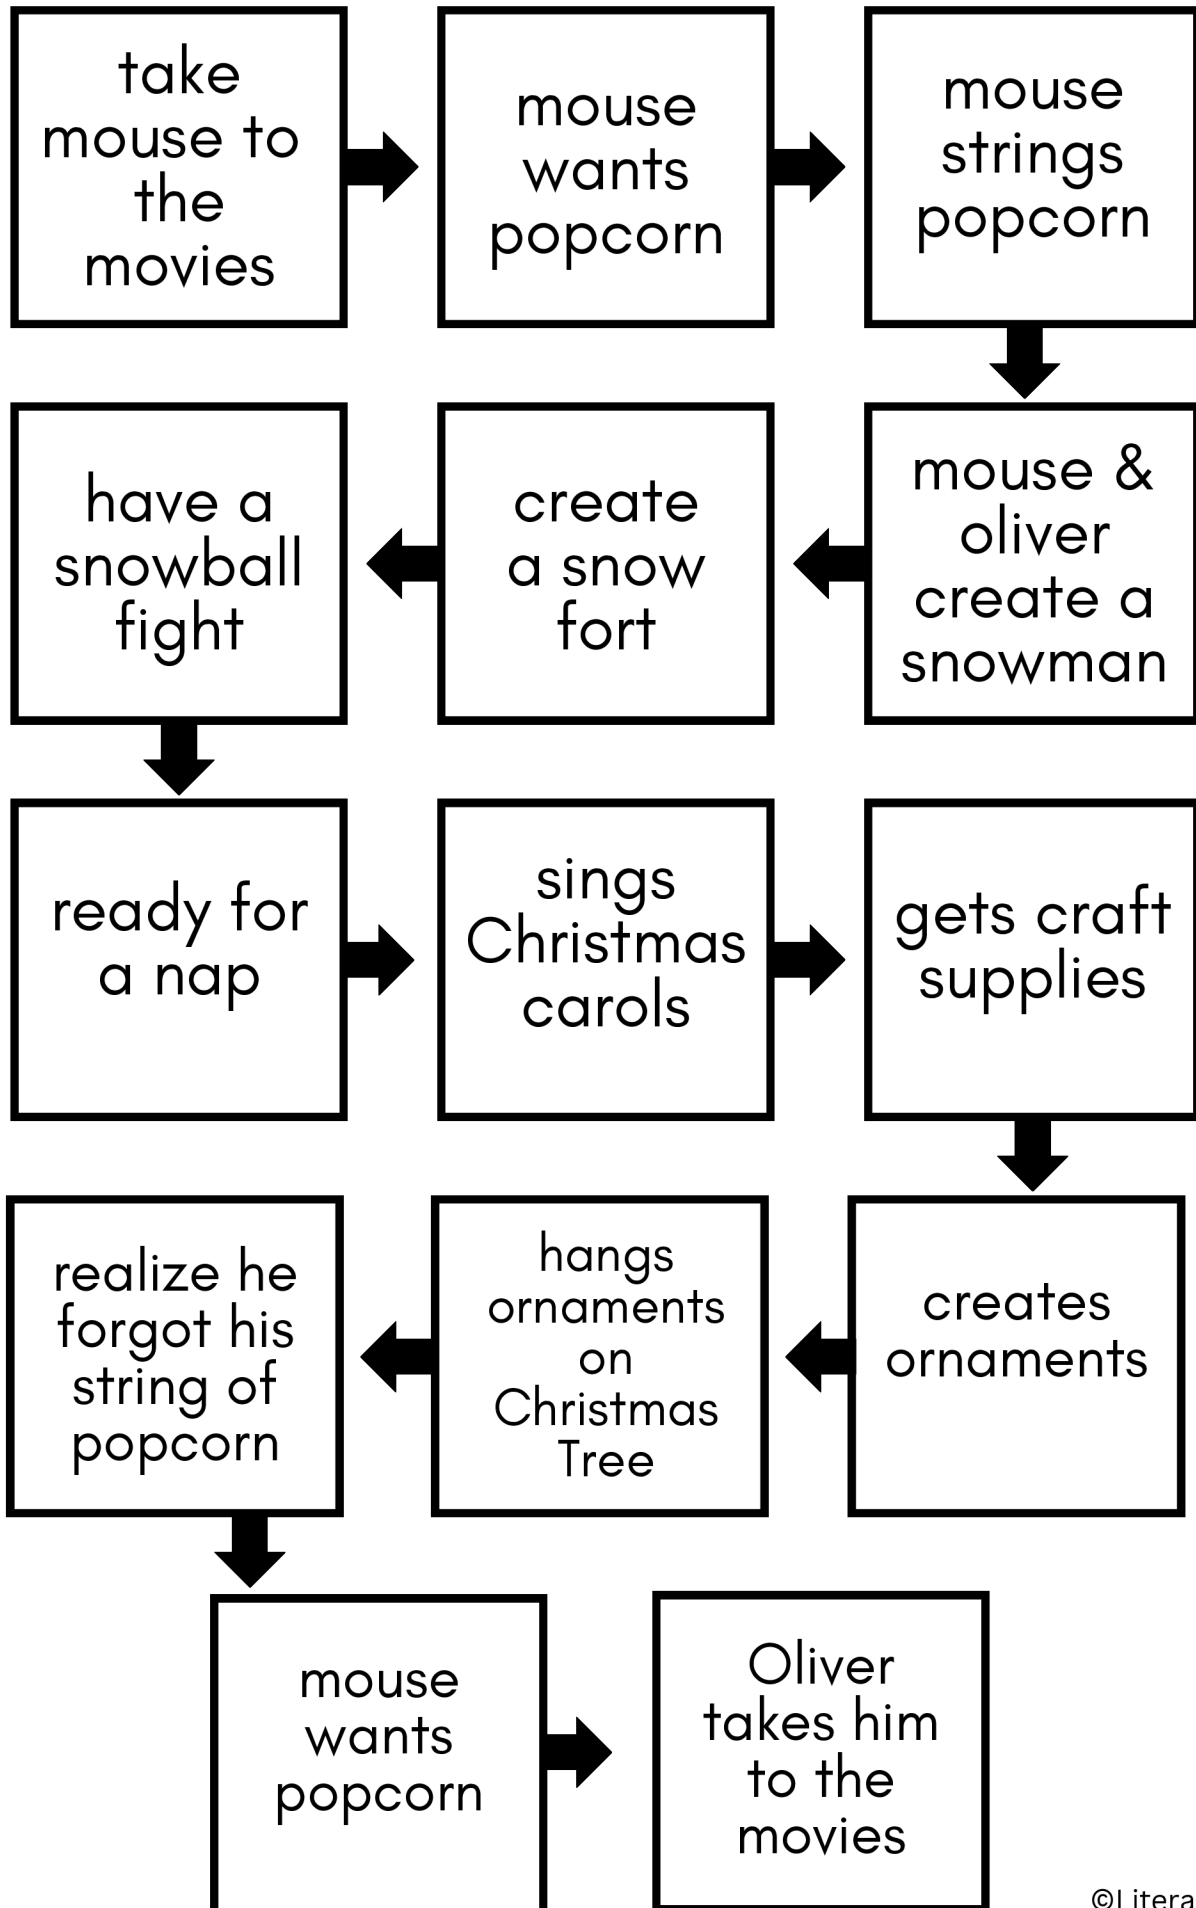 take
mouse to
the
movies
mouse
wants
popcorn
mouse
strings
popcorn
mouse &
oliver
create a
snowman
create
a snow
fort
have a
snowball
fight
ready for
a nap
sings
Christmas
carols
gets craft
supplies
creates
ornaments
hangs
ornaments
on
Christmas
Tree
realize he
forgot his
string of
popcorn
mouse
wants
popcorn
Oliver
takes him
to the
movies